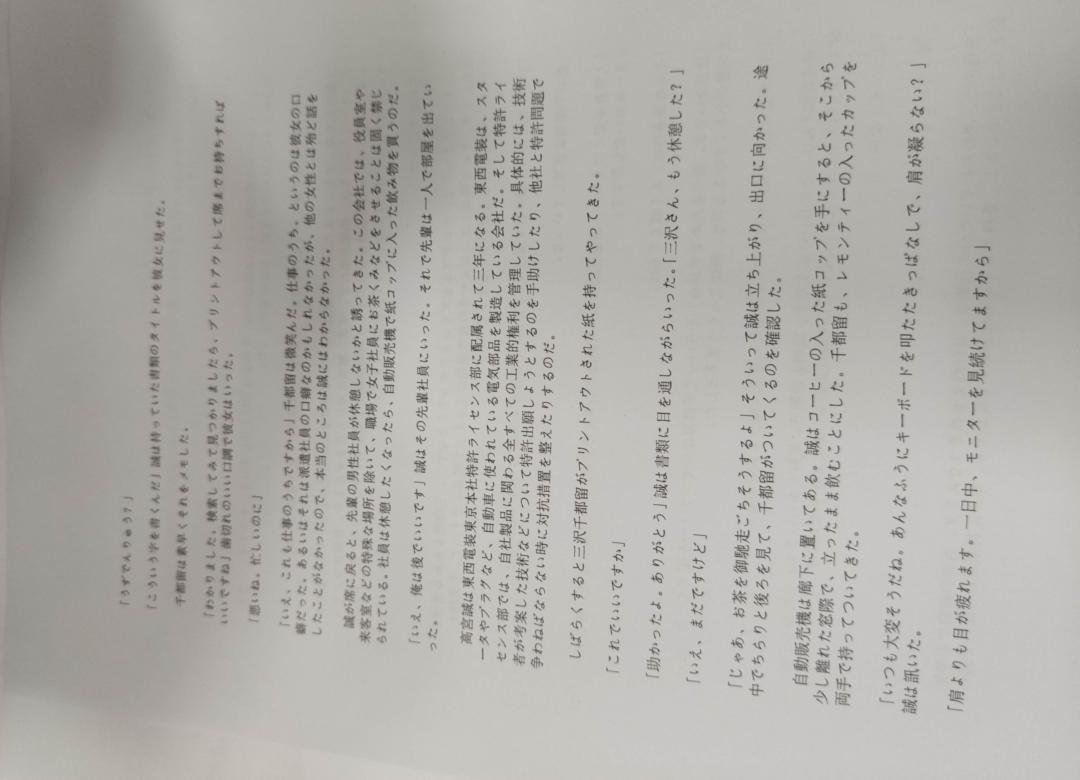 「うずでんりゅう?」
「こういう字を書くんだ」誠は持っていた書類のタイトルを彼女に見せた。
千都留は素早くそれをメモした。
「わかりました。検索してみて見つかりましたら、プリントアウトして席までお持ちすれば
いいですね」歯切れのいい口調で彼女はいった。
「悪いね。忙しいのに」
「いえ、これも仕事のうちですから」千都留は微笑んだ。仕事のうち、というのは彼女の口
癖だった。あるいはそれは派遣社員の口癖なのかもしれなかったが、他の女性とは殆ど話を
したことがなかったので、本当のところは誠にはわからなかった。
誠が席に戻ると、先輩の男性社員が休憩しないかと誘ってきた。この会社では、役員室や
来客室などの特殊な場所を除いて、職場で女子社員にお茶くみなどをさせることは固く禁じ
られている。社員は休憩したくなったら、自動販売機で紙コップに入った飲み物を買うのだ。
「いえ、俺は後でいいです」誠はその先輩社員にいった。それで先輩は一人で部屋を出てい
った。
高宮誠は東西電装東京本社特許ライセンス部に配属されて三年になる。東西電装は、スタ
ータやプラグなど、自動車に使われている電気部品を製造している会社だ。そして特許ライ
センス部では、自社製品に関わる全すべての工業的権利を管理していた。具体的には、技術
者が考案した技術などについて特許出願しょうとするのを手助けしたり、他社と特許問題で
争わねばならない時に対抗措置を整えたりするのだ。
しばらくすると三沢千都留がプリントアウトされた紙を持ってやってきた。
「これでいいですか」
「助かったよ。ありがとう」誠は書類に目を通しながらいった。「三沢さん、もう休憩した?」
「いえ、まだですけど」
「じゃあ、お茶を御馳走ごちそうするよ」そういって誠は立ち上がり、出口に向かった。途
中でちらりと後ろを見て、千都留がついてくるのを確認した。
自動販売機は廊下に置いてある。誠はコーヒーの入った紙コップを手にすると、そこから
少し離れた窓際で、立ったまま飲むことにした。千都留も、レモンティーの入ったカップを
両手で持ってついてきた。
「いつも大変そうだね。あんなふうにキーボードを叩たたきっぱなしで、肩が凝らない?」
誠は訊いた。
「肩よりも目が疲れます。一日中、モニターを見続けてますから」